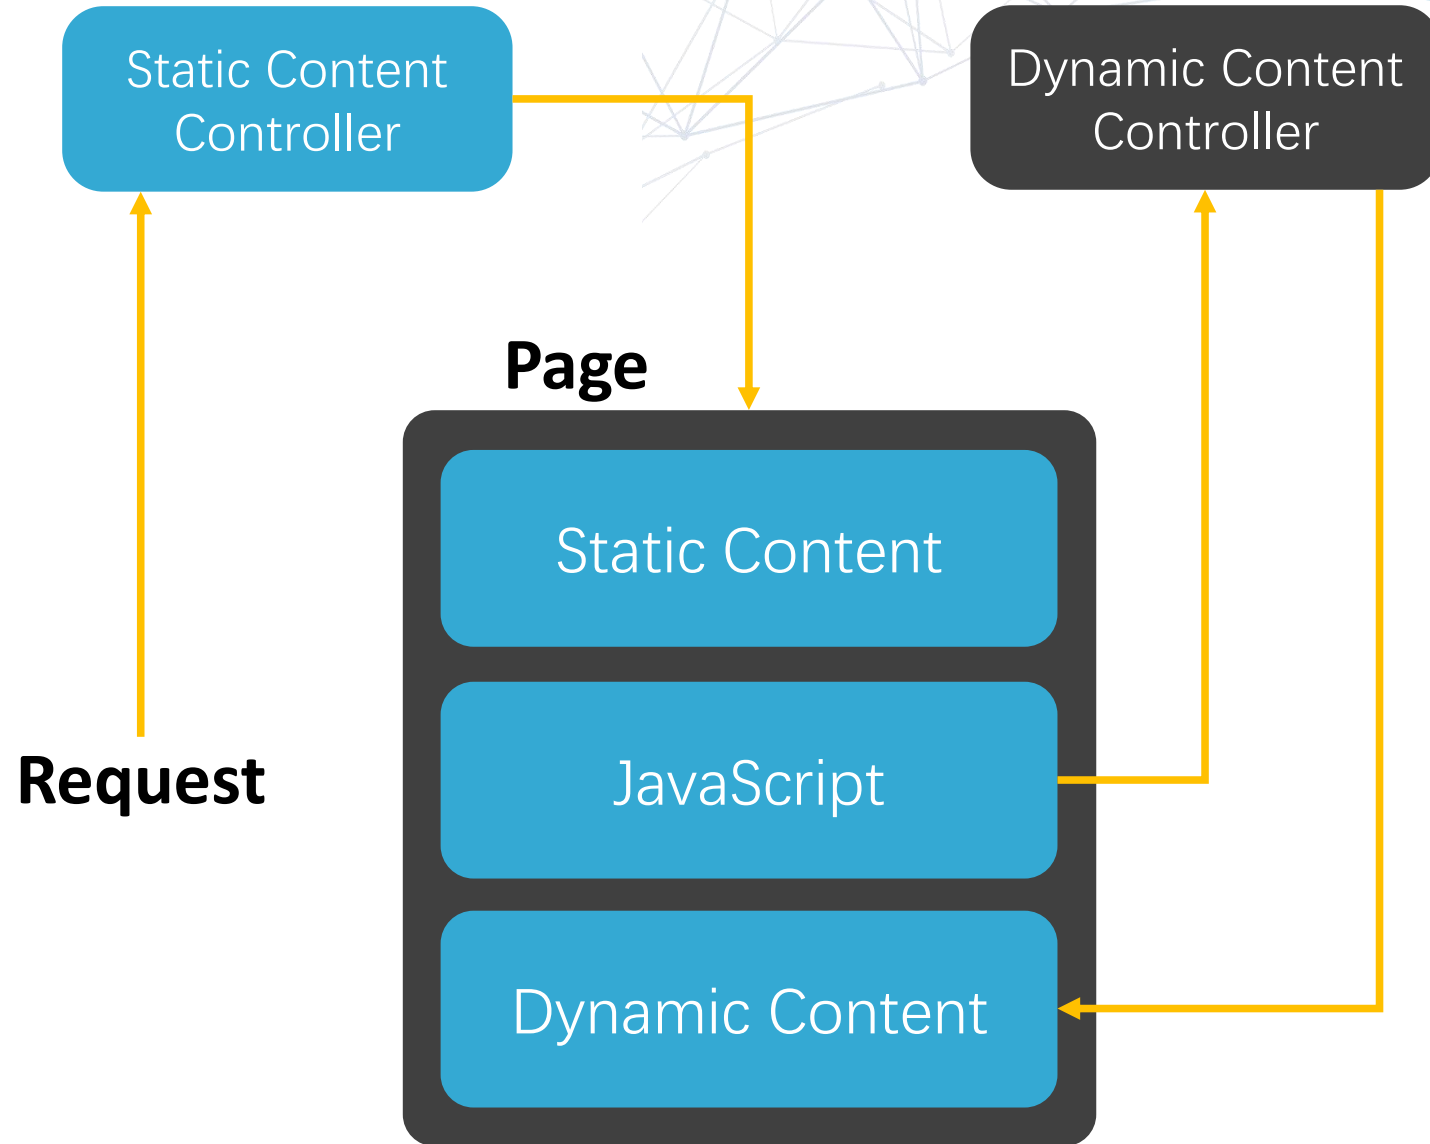 Static Content
Controller
Dynamic Content
Controller
Page
Static Content
Request
JavaScript
Dynamic Content